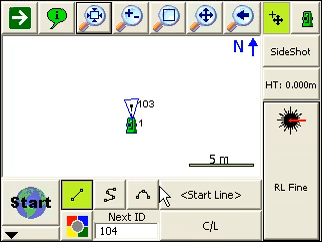 N
SideShot
HT: 0.000m
103
1
5 m
RL Fine
Start
<Start Line>
Next ID
104
C/L